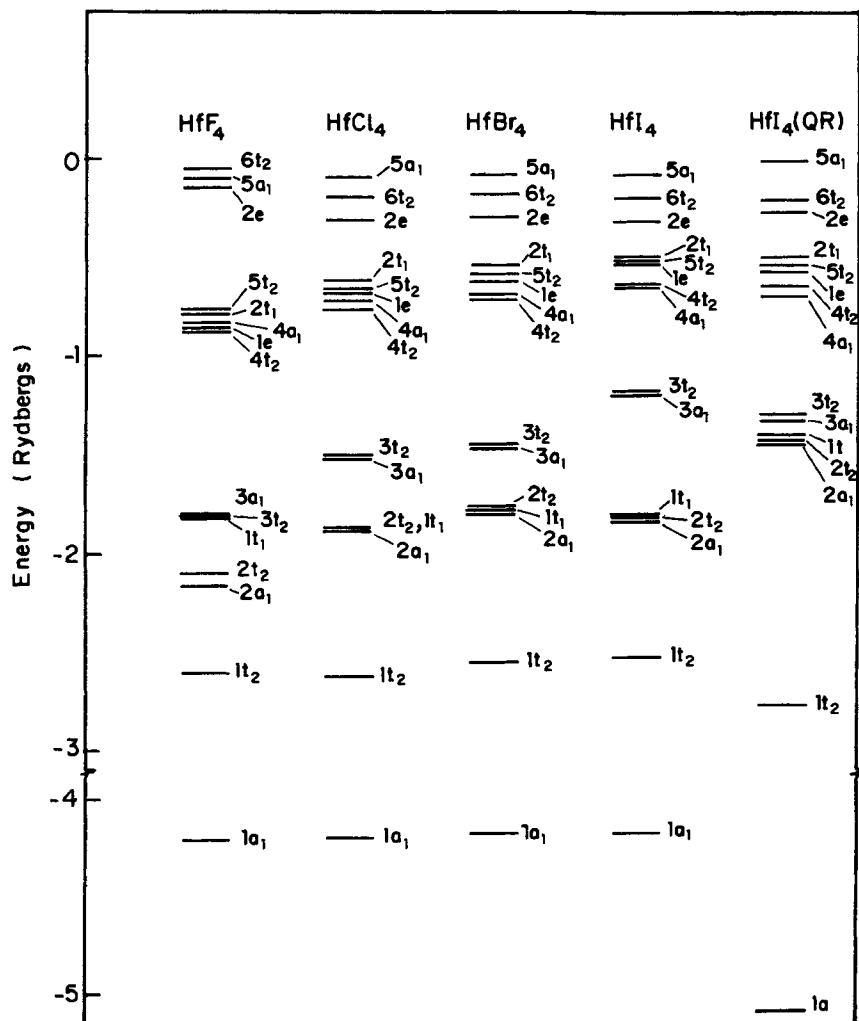 HfF4 HfCl4 HfBr4 HfI4 HfI4(QR)
Energy (Rydbergs)
0
-1
-2
-3
-4
-5
6t2
5a1
2e
5t2
2t1
4a1
1e
4t2
3a1
3t2
1t1
2t2
2a1
1t2
1a1
5a1
6t2
2e
2t1
5t2
1e
4a1
4t2
3t2
3a1
2t2,1t1
2a1
1t2
1a1
5a1
6t2
2e
2t1
5t2
1e
4a1
4t2
3t2
3a1
2t2
1t1
2a1
1t2
1a1
5a1
6t2
2e
2t1
5t2
1e
4t2
4a1
3t2
3a1
1t1
2t2
2a1
1t2
1a1
5a1
6t2
2e
2t1
5t2
1e
4t2
4a1
3t2
3a1
1t
2t2
2a1
1t2
1a